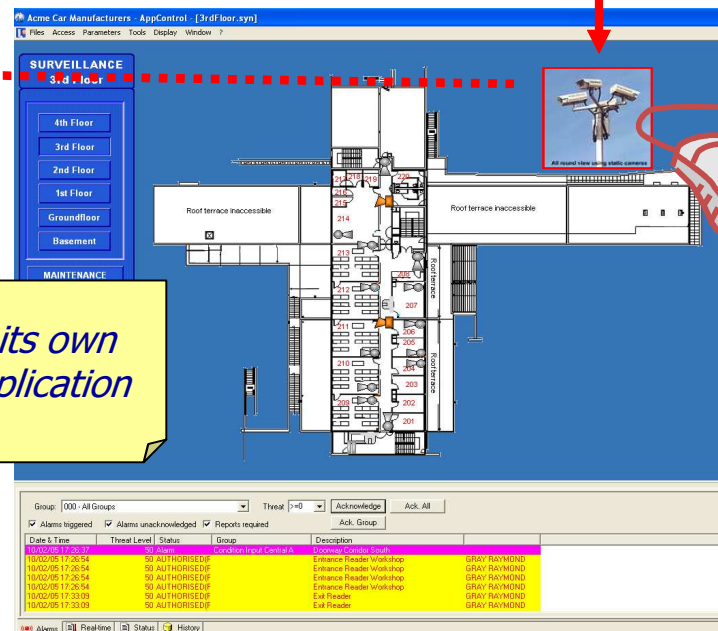 Acme Car Manufacturers - AppControl - [3rdFloor.syn]
Files Access Parameters Tools Display Window ?
SURVEILLANCE
3rd Floor
4th Floor
3rd Floor
2nd Floor
1st Floor
Groundfloor
Basement
MAINTENANCE
All round view using static cameras
218 219 220
216
215
214
Roof terrace inaccessible
Roof terrace inaccessible
213
208
212
207
Roof terrace
211
206
205
210
204
203
Roof terrace
209
202
201
its own
plication
Group: 000 - All Groups Threat >=0 Acknowledge Ack. All
Alarms triggered Alarms unacknowledged Reports required Ack. Group
Date & Time Threat Level Status Group Description
10/02/05 17:26:37 50 Alarm Condition Input Central A Doorway Corridor South
10/02/05 17:26:54 50 AUTHORISED(F Entrance Reader Workshop GRAY RAYMOND
10/02/05 17:26:54 50 AUTHORISED(F Entrance Reader Workshop GRAY RAYMOND
10/02/05 17:26:54 50 AUTHORISED(F Entrance Reader Workshop GRAY RAYMOND
10/02/05 17:26:54 50 AUTHORISED(F Entrance Reader Workshop GRAY RAYMOND
10/02/05 17:33:09 50 AUTHORISED(F Exit Reader GRAY RAYMOND
10/02/05 17:33:09 50 AUTHORISED(F Exit Reader GRAY RAYMOND
Alarms Real-time Status History